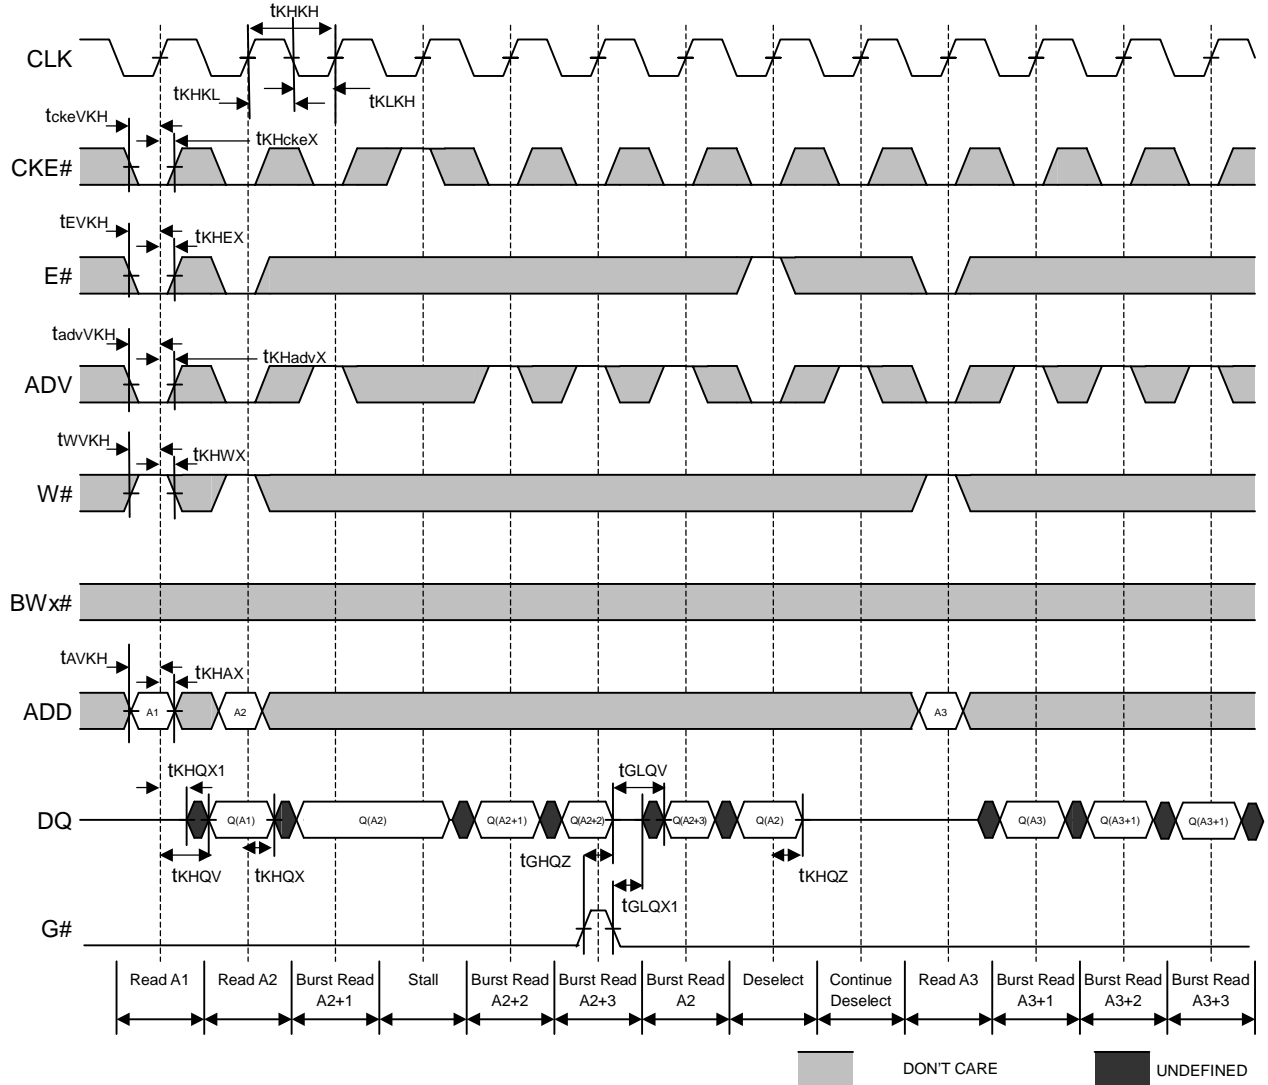 tKHKH
CLK
tKHKL
tKLKH
tckeVKH
tKHckeX
CKE#
tEVKH
tKHEX
E#
tadvVKH
tKHadvX
ADV
tWVKH
tKHWX
W#
BWx#
tAVKH
tKHAX
ADD
A1
A2
A3
tKHQX1
tGLQV
DQ
Q(A1)
Q(A2)
Q(A2+1)
Q(A2+2)
Q(A2+3)
Q(A2)
Q(A3)
Q(A3+1)
Q(A3+1)
tKHQV
tKHQX
tGHQZ
tKHQZ
tGLQX1
G#
Read A1
Read A2
Burst Read
A2+1
Stall
Burst Read
A2+2
Burst Read
A2+3
Burst Read
A2
Deselect
Continue
Deselect
Read A3
Burst Read
A3+1
Burst Read
A3+2
Burst Read
A3+3
DON'T CARE
UNDEFINED